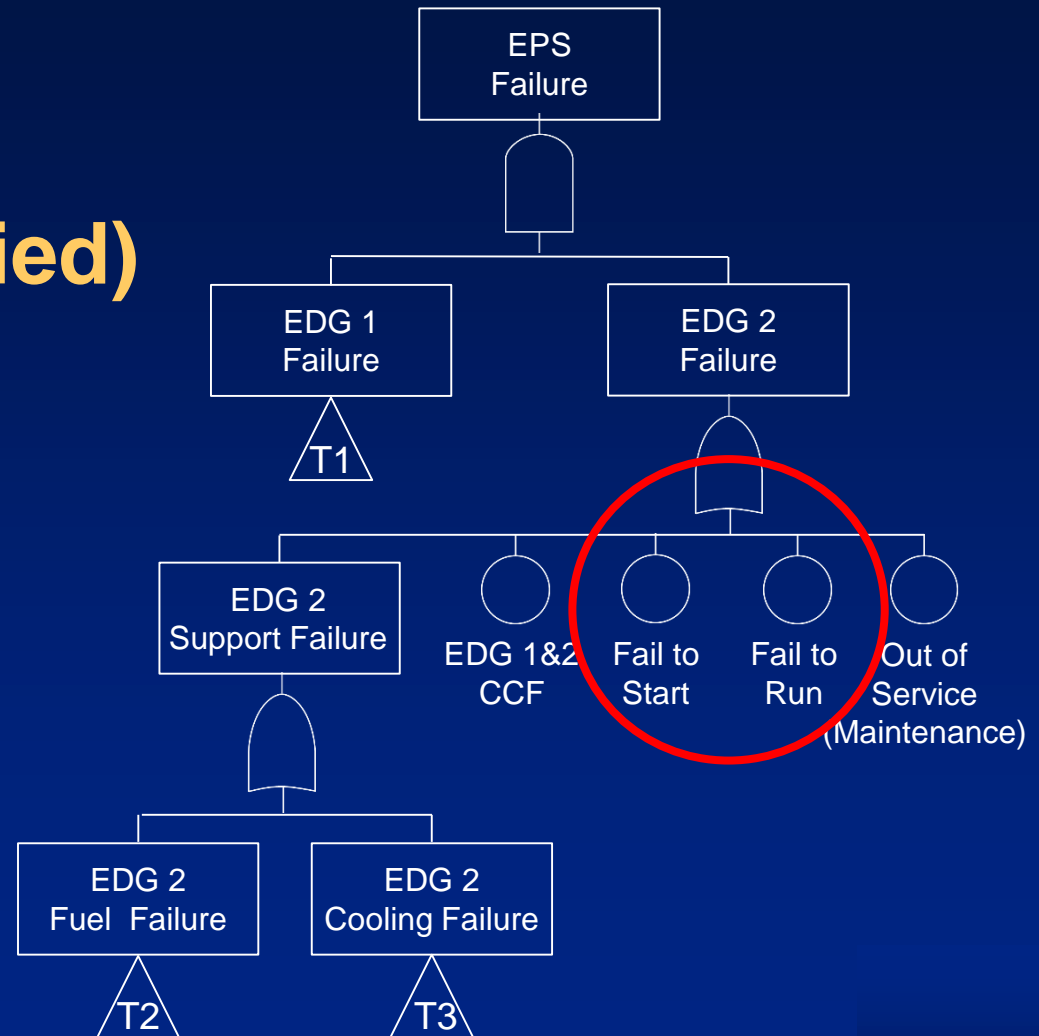 EPS
Failure
ied)
EDG 1
Failure
EDG 2
Failure
T1
EDG 2
Support Failure
EDG 1&2
CCF
Fail to
Start
Fail to
Run
Out of
Service
(Maintenance)
EDG 2
Fuel Failure
EDG 2
Cooling Failure
T2
T3